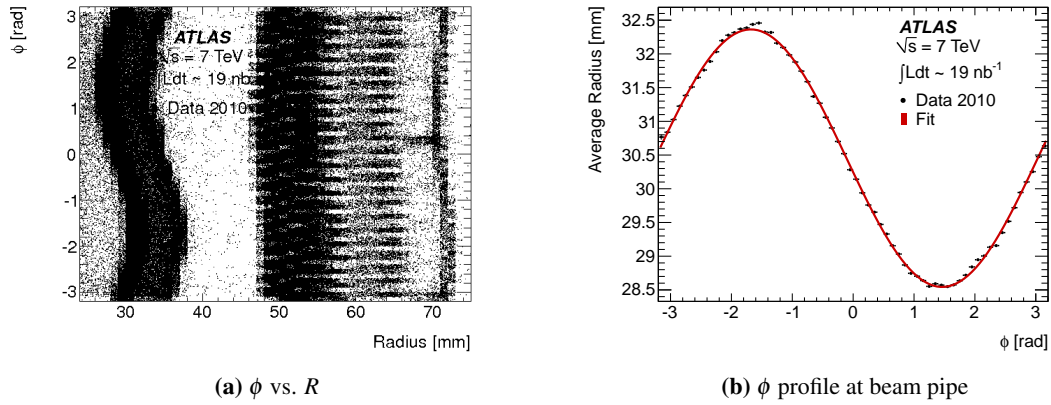 ϕ [rad]
3
2
1
0
-1
-2
-3
ATLAS
√s = 7 TeV
∫Ldt ~ 19 nb
Data 2010
30 40 50 60 70
Radius [mm]
(a) ϕ vs. R
Average Radius [mm]
32.5
32
31.5
31
30.5
30
29.5
29
28.5
ATLAS
√s = 7 TeV
∫Ldt ~ 19 nb⁻¹
Data 2010
Fit
-3 -2 -1 0 1 2 3
ϕ [rad]
(b) ϕ profile at beam pipe